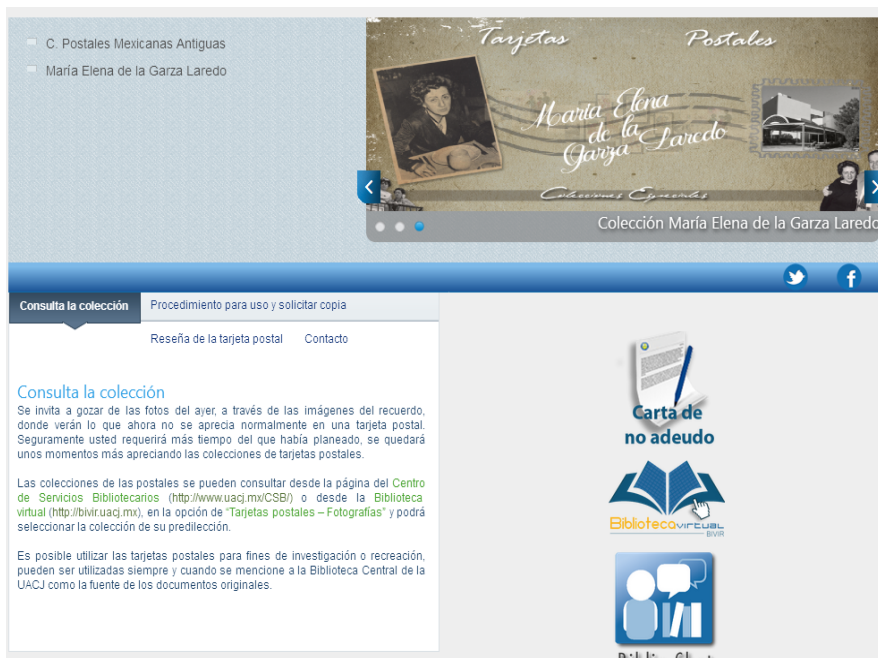 C. Postales Mexicanas Antiguas
María Elena de la Garza Laredo
Tarjetas Postales
María Elena
de la
Garza Laredo
Colecciones Especiales
Colección María Elena de la Garza Laredo
Consulta la colección
Procedimiento para uso y solicitar copia
Reseña de la tarjeta postal
Contacto
Consulta la colección
Se invita a gozar de las fotos del ayer, a través de las imágenes del recuerdo,
donde verán lo que ahora no se aprecia normalmente en una tarjeta postal.
Seguramente usted requerirá más tiempo del que había planeado, se quedará
unos momentos más apreciando las colecciones de tarjetas postales.
Las colecciones de las postales se pueden consultar desde la página del Centro
de Servicios Bibliotecarios (http://www.uacj.mx/CSB/) o desde la Biblioteca
virtual (http://bivir.uacj.mx), en la opción de “Tarjetas postales – Fotografías” y podrá
seleccionar la colección de su predilección.
Es posible utilizar las tarjetas postales para fines de investigación o recreación,
pueden ser utilizadas siempre y cuando se mencione a la Biblioteca Central de la
UACJ como la fuente de los documentos originales.
Carta de
no adeudo
Bibliotecavirtual
BIVIR